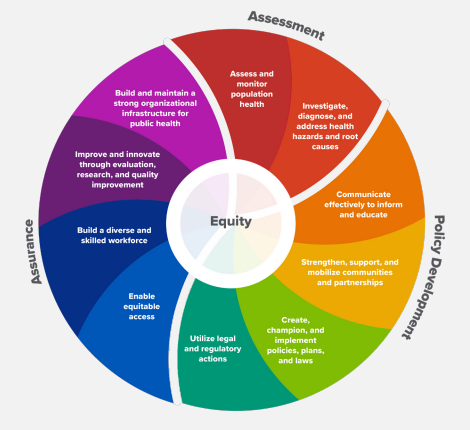 Assessment
Assess and
monitor
population
health
Investigate,
diagnose, and
address health
hazards and root
causes
Policy Development
Communicate
effectively to inform
and educate
Strengthen, support, and
mobilize communities
and partnerships
Create,
champion, and
implement
policies, plans,
and laws
Utilize legal
and regulatory
actions
Assurance
Enable
equitable
access
Build a diverse and
skilled workforce
Improve and innovate
through evaluation,
research, and quality
improvement
Build and maintain a
strong organizational
infrastructure for
public health
Equity